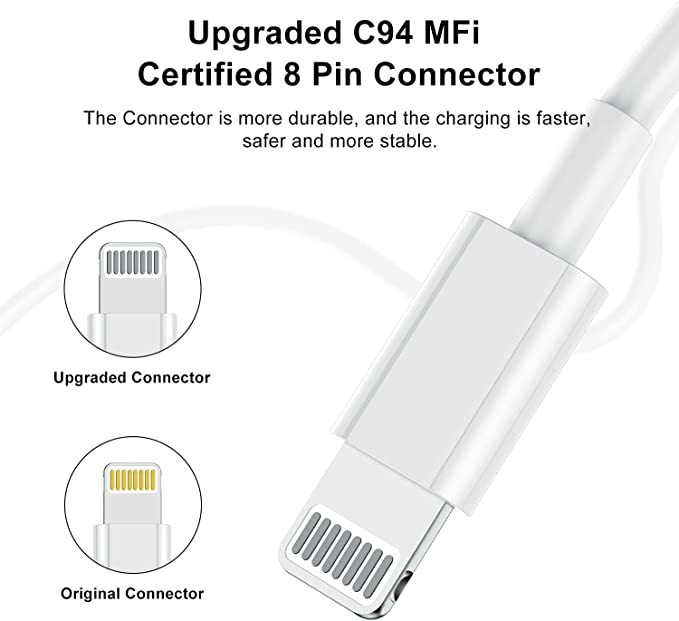 Upgraded C94 MFi
Certified 8 Pin Connector
The Connector is more durable, and the charging is faster,
safer and more stable.
Upgraded Connector
Original Connector